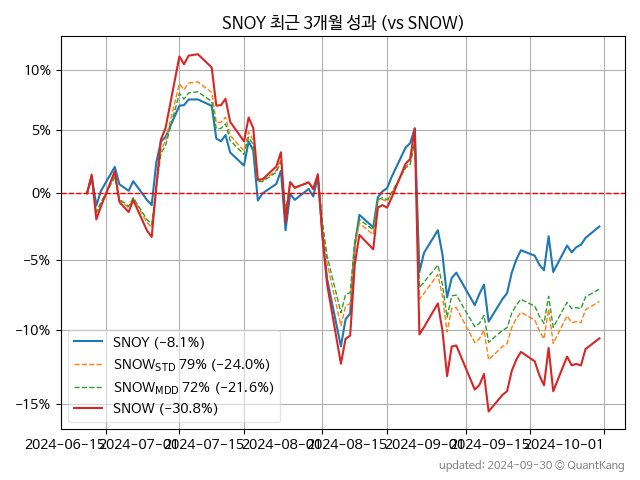 SNOY 최근 3개월 성과 (vs SNOW)
10%
5%
0%
−5%
−10%
−15%
SNOY (−8.1%)
SNOWSTD 79% (−24.0%)
SNOWMDD 72% (−21.6%)
SNOW (−30.8%)
2024-06-15 2024-07-01 2024-07-15 2024-08-01 2024-08-15 2024-09-01 2024-09-15 2024-10-01
updated: 2024-09-30 © QuantKang